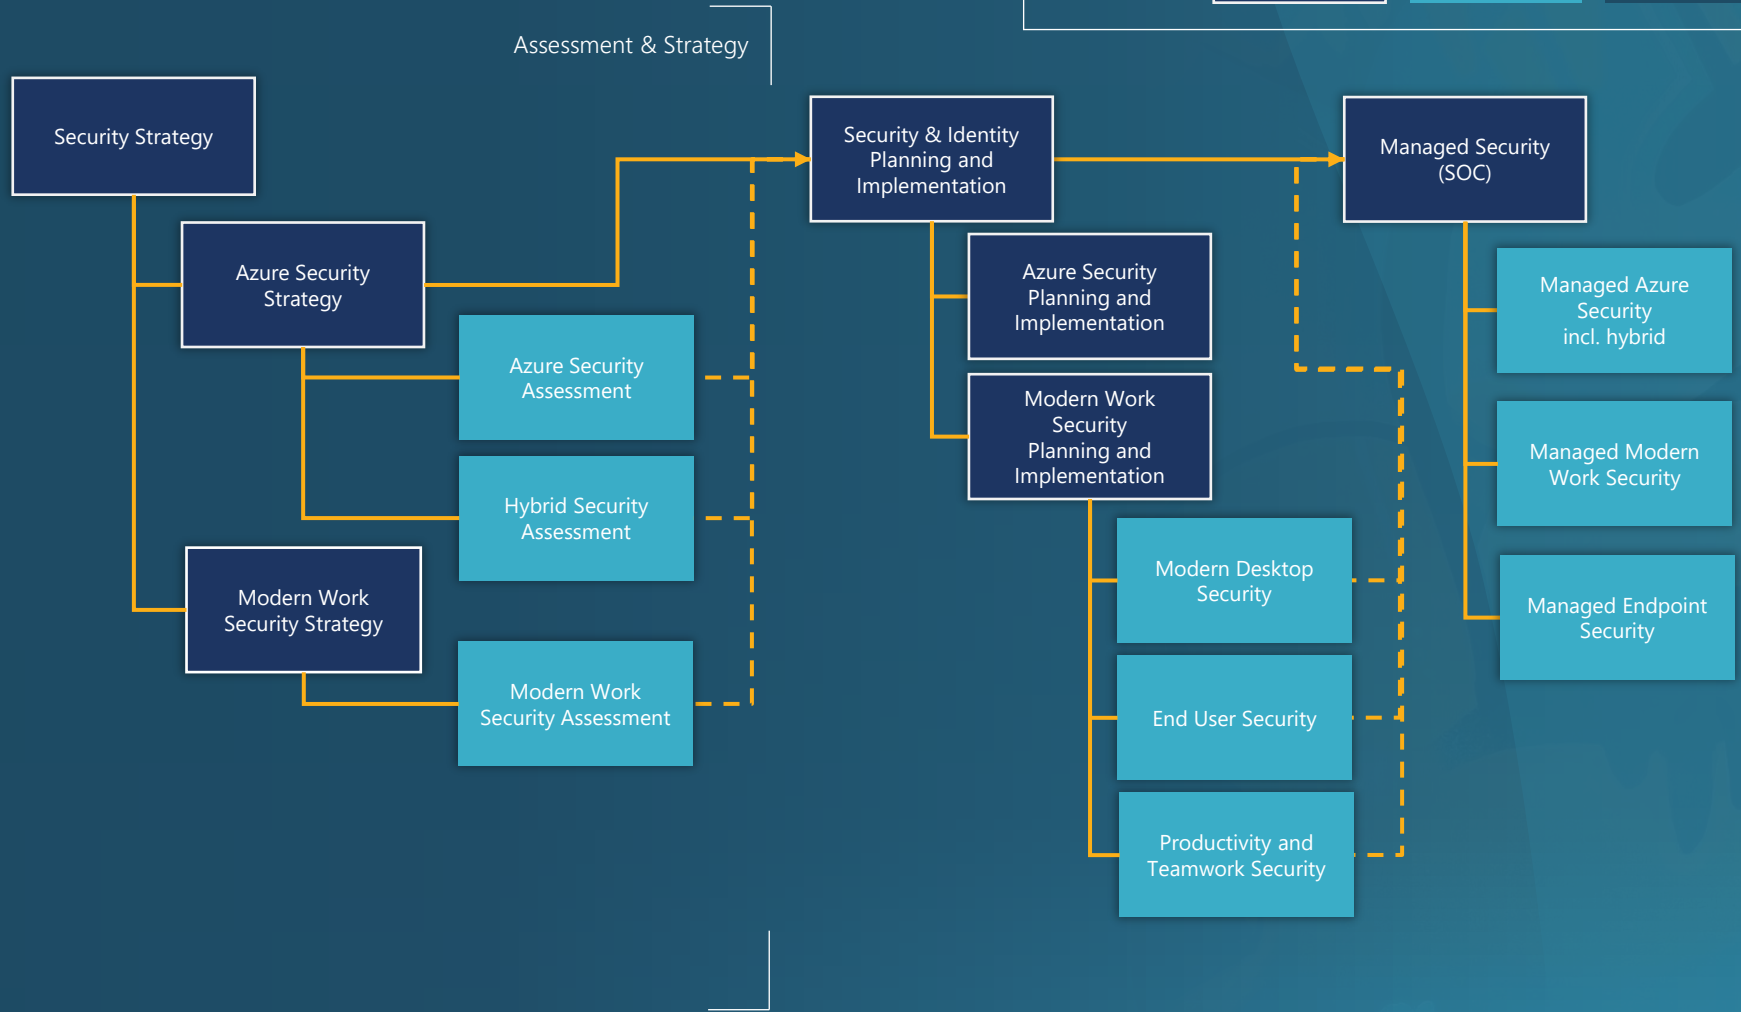 Assessment & Strategy
Security Strategy
Azure Security
Strategy
Azure Security
Assessment
Hybrid Security
Assessment
Modern Work
Security Strategy
Modern Work
Security Assessment
Security & Identity
Planning and
Implementation
Azure Security
Planning and
Implementation
Modern Work
Security
Planning and
Implementation
Modern Desktop
Security
End User Security
Productivity and
Teamwork Security
Managed Security
(SOC)
Managed Azure
Security
incl. hybrid
Managed Modern
Work Security
Managed Endpoint
Security